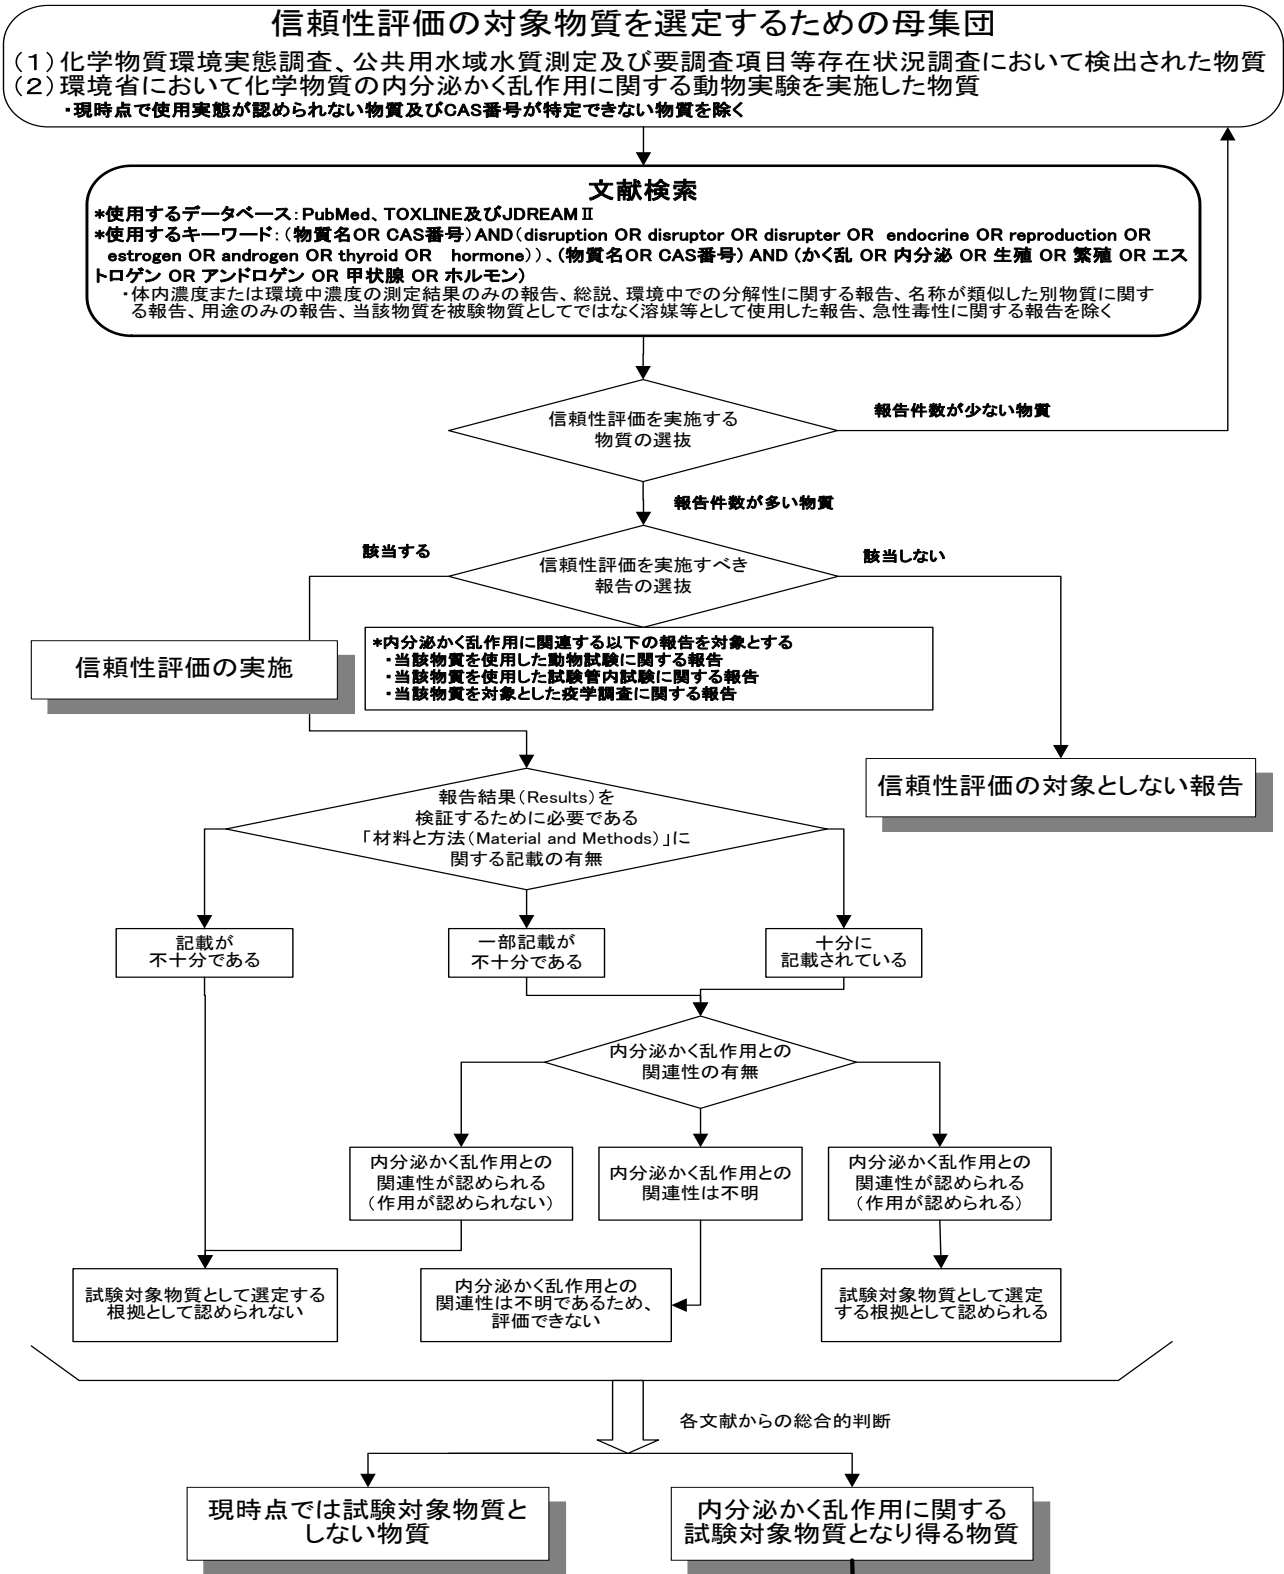 信頼性評価の対象物質を選定するための母集団
(1)化学物質環境実態調査、公共用水域水質測定及び要調査項目等存在状況調査において検出された物質
(2)環境省において化学物質の内分泌かく乱作用に関する動物実験を実施した物質
・現時点で使用実態が認められない物質及びCAS番号が特定できない物質を除く
文献検索
*使用するデータベース:PubMed、TOXLINE及びJDREAMⅡ
*使用するキーワード:(物質名OR CAS番号)AND(disruption OR disruptor OR disrupter OR endocrine OR reproduction OR
estrogen OR androgen OR thyroid OR hormone))、(物質名OR CAS番号) AND (かく乱 OR 内分泌 OR 生殖 OR 繁殖 OR エス
トロゲン OR アンドロゲン OR 甲状腺 OR ホルモン)
・体内濃度または環境中濃度の測定結果のみの報告、総説、環境中での分解性に関する報告、名称が類似した別物質に関す
る報告、用途のみの報告、当該物質を被験物質としてではなく溶媒等として使用した報告、急性毒性に関する報告を除く
信頼性評価を実施する
物質の選抜
報告件数が少ない物質
報告件数が多い物質
該当する
信頼性評価を実施すべき
報告の選抜
該当しない
*内分泌かく乱作用に関連する以下の報告を対象とする
・当該物質を使用した動物試験に関する報告
・当該物質を使用した試験管内試験に関する報告
・当該物質を対象とした疫学調査に関する報告
信頼性評価の実施
信頼性評価の対象としない報告
報告結果(Results)を
検証するために必要である
「材料と方法(Material and Methods)」に
関する記載の有無
記載が
不十分である
一部記載が
不十分である
十分に
記載されている
内分泌かく乱作用との
関連性の有無
内分泌かく乱作用との
関連性が認められる
(作用が認められない)
内分泌かく乱作用との
関連性は不明
内分泌かく乱作用との
関連性が認められる
(作用が認められる)
試験対象物質として選定する
根拠として認められない
内分泌かく乱作用との
関連性は不明であるため、
評価できない
試験対象物質として選定
する根拠として認められる
各文献からの総合的判断
現時点では試験対象物質と
しない物質
内分泌かく乱作用に関する
試験対象物質となり得る物質